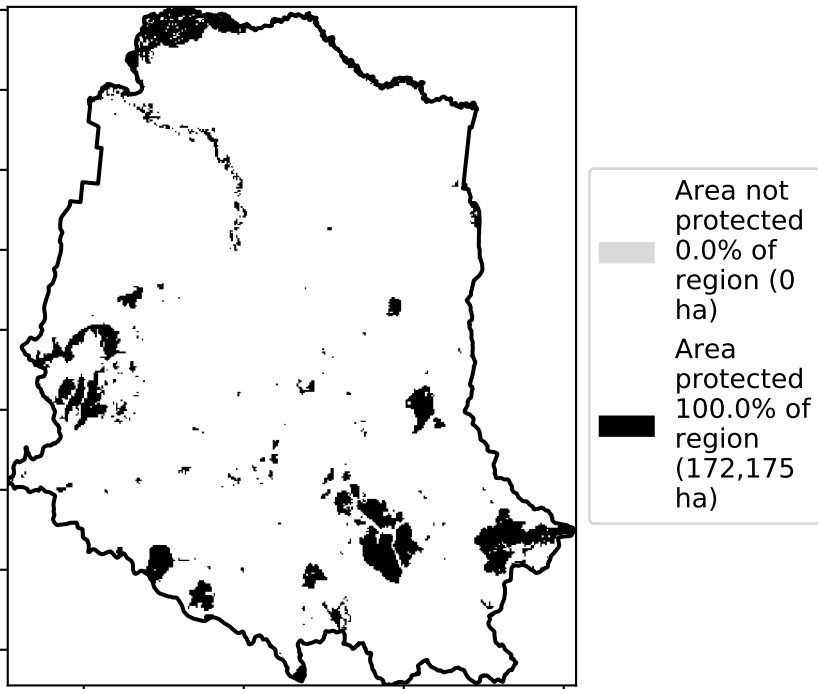 Area not
protected
0.0% of
region (0
ha)
Area
protected
100.0% of
region
(172,175
ha)